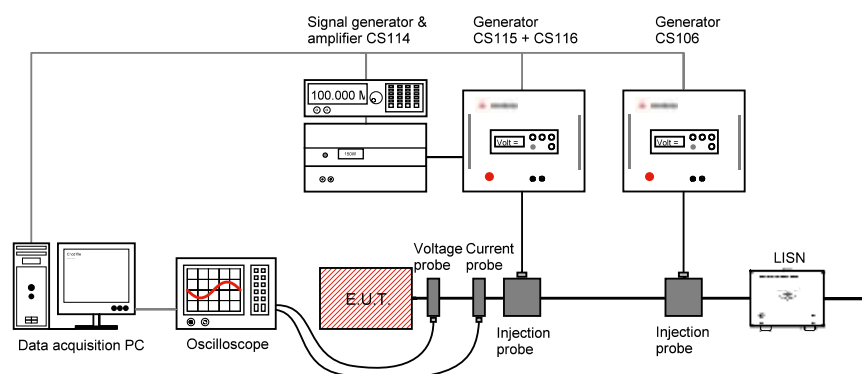 Signal generator &
amplifier CS114
Generator
CS115 + CS116
Generator
CS106
100.000 M
150W
Volt =
Volt =
Voltage
probe
Current
probe
LISN
E.U.T.
Data acquisition PC
Oscilloscope
Injection
probe
Injection
probe